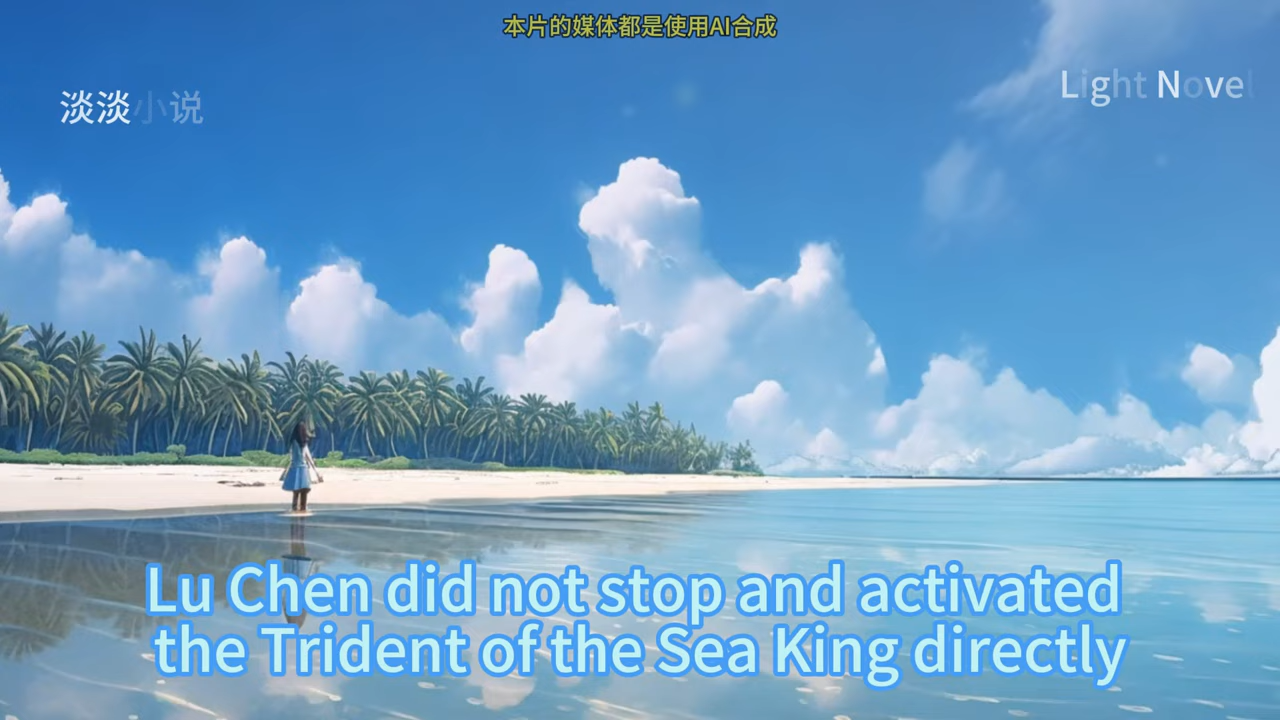 本片的媒体都是使用AI合成
淡淡小说
Light Novel
Lu Chen did not stop and activated
the Trident of the Sea King directly